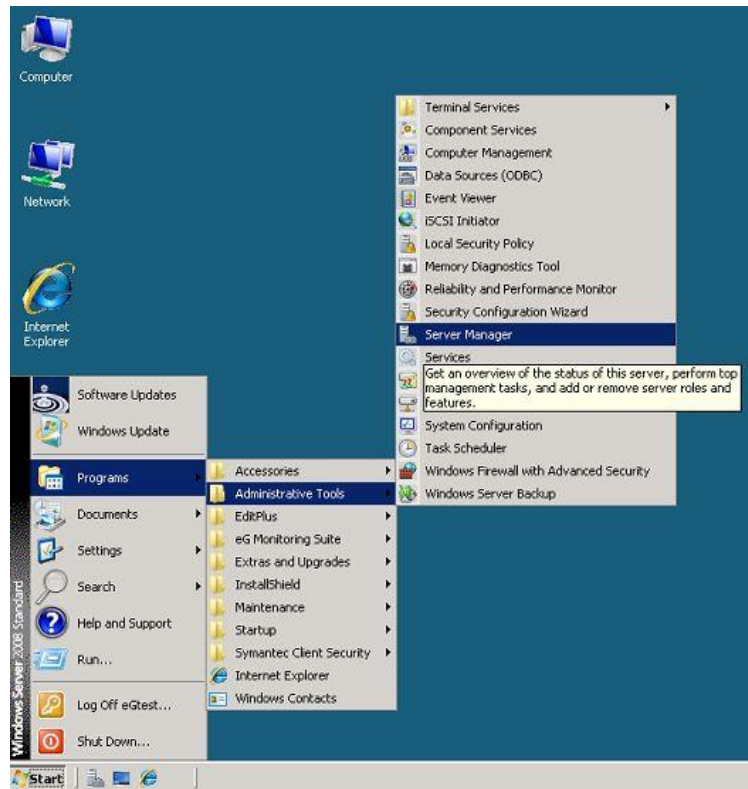 Computer
Network
Internet
Explorer
Software Updates
Windows Update
Programs
Documents
Settings
Search
Help and Support
Run...
Log Off eGtest...
Shut Down...
Windows Server 2008 Standard
Start
Accessories
Administrative Tools
EditPlus
eG Monitoring Suite
Extras and Upgrades
InstallShield
Maintenance
Startup
Symantec Client Security
Internet Explorer
Windows Contacts
Terminal Services
Component Services
Computer Management
Data Sources (ODBC)
Event Viewer
iSCSI Initiator
Local Security Policy
Memory Diagnostics Tool
Reliability and Performance Monitor
Security Configuration Wizard
Server Manager
Services
Get an overview of the status of this server, perform top
management tasks, and add or remove server roles and
features.
System Configuration
Task Scheduler
Windows Firewall with Advanced Security
Windows Server Backup